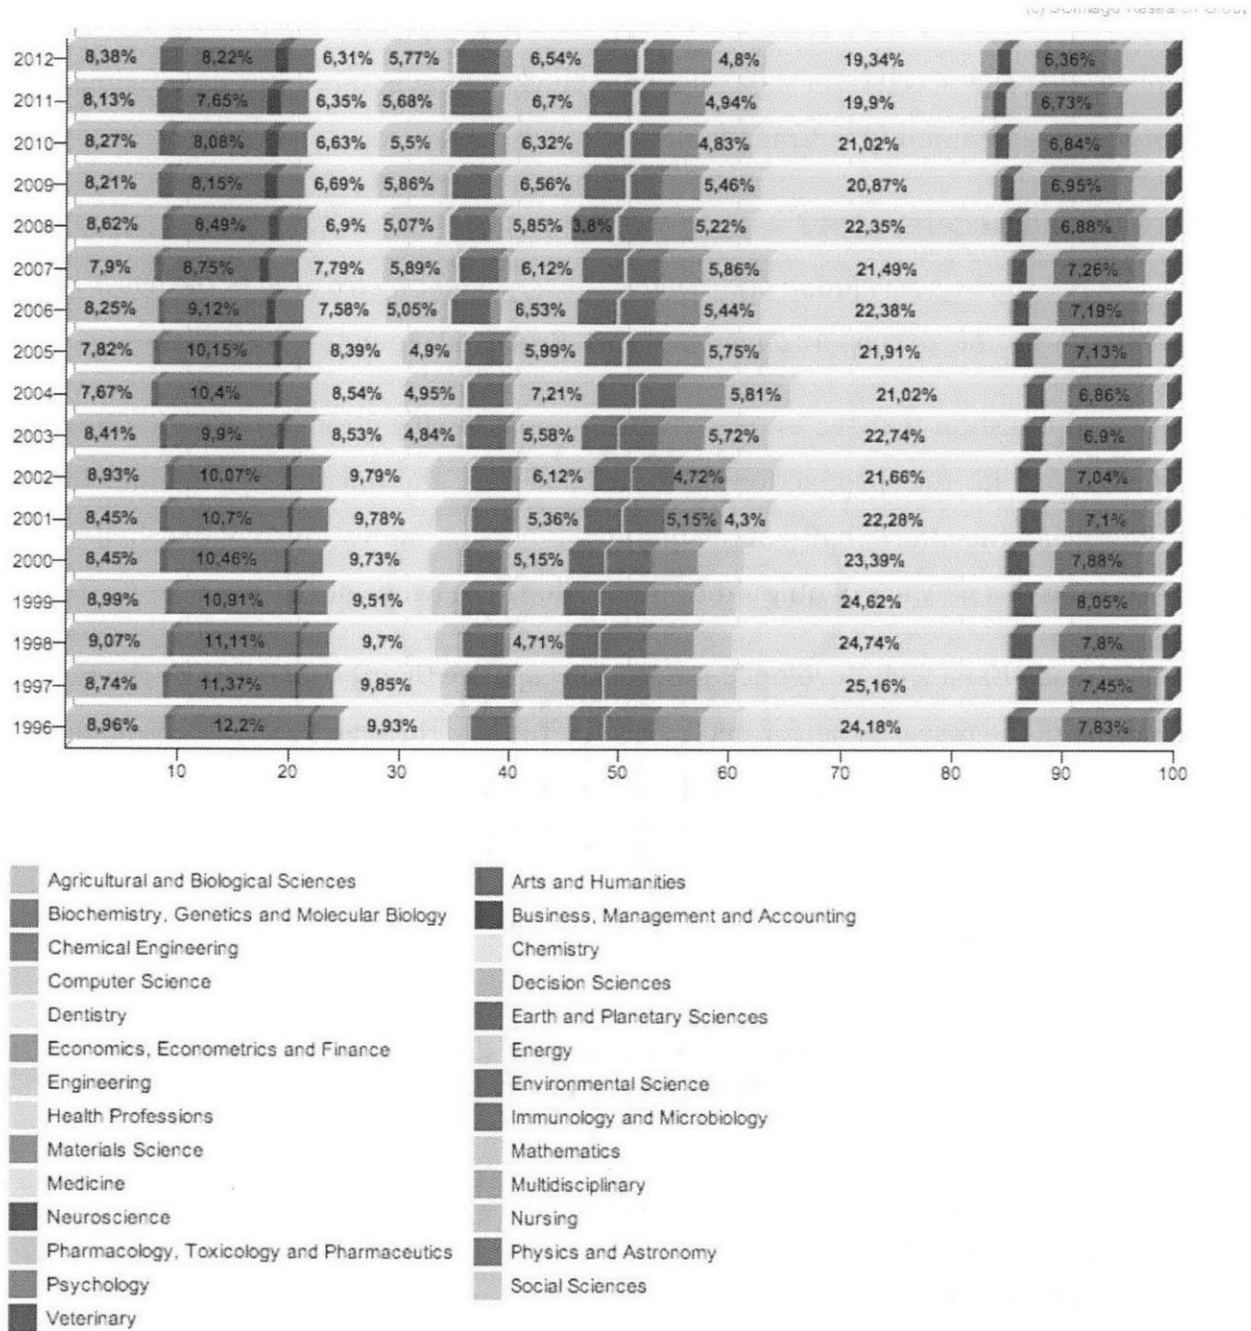 2012 8,38% 8,22% 6,31% 5,77% 6,54% 4,8% 19,34% 6,36%
2011 8,13% 7,65% 6,35% 5,68% 6,7% 4,94% 19,9% 6,73%
2010 8,27% 8,08% 6,63% 5,5% 6,32% 4,83% 21,02% 6,84%
2009 8,21% 8,15% 6,69% 5,86% 6,56% 5,46% 20,87% 6,95%
2008 8,62% 8,49% 6,9% 5,07% 5,85% 3,8% 5,22% 22,35% 6,88%
2007 7,9% 8,75% 7,79% 5,89% 6,12% 5,86% 21,49% 7,26%
2006 8,25% 9,12% 7,58% 5,05% 6,53% 5,44% 22,38% 7,19%
2005 7,82% 10,15% 8,39% 4,9% 5,99% 5,75% 21,91% 7,13%
2004 7,67% 10,4% 8,54% 4,95% 7,21% 5,81% 21,02% 6,86%
2003 8,41% 9,9% 8,53% 4,84% 5,58% 5,72% 22,74% 6,9%
2002 8,93% 10,07% 9,79% 6,12% 4,72% 21,66% 7,04%
2001 8,45% 10,7% 9,78% 5,36% 5,15% 4,3% 22,28% 7,1%
2000 8,45% 10,46% 9,73% 5,15% 23,39% 7,88%
1999 8,99% 10,91% 9,51% 24,62% 8,05%
1998 9,07% 11,11% 9,7% 4,71% 24,74% 7,8%
1997 8,74% 11,37% 9,85% 25,16% 7,45%
1996 8,96% 12,2% 9,93% 24,18% 7,83%
10 20 30 40 50 60 70 80 90 100
Agricultural and Biological Sciences
Biochemistry, Genetics and Molecular Biology
Chemical Engineering
Computer Science
Dentistry
Economics, Econometrics and Finance
Engineering
Health Professions
Materials Science
Medicine
Neuroscience
Pharmacology, Toxicology and Pharmaceutics
Psychology
Veterinary
Arts and Humanities
Business, Management and Accounting
Chemistry
Decision Sciences
Earth and Planetary Sciences
Energy
Environmental Science
Immunology and Microbiology
Mathematics
Multidisciplinary
Nursing
Physics and Astronomy
Social Sciences